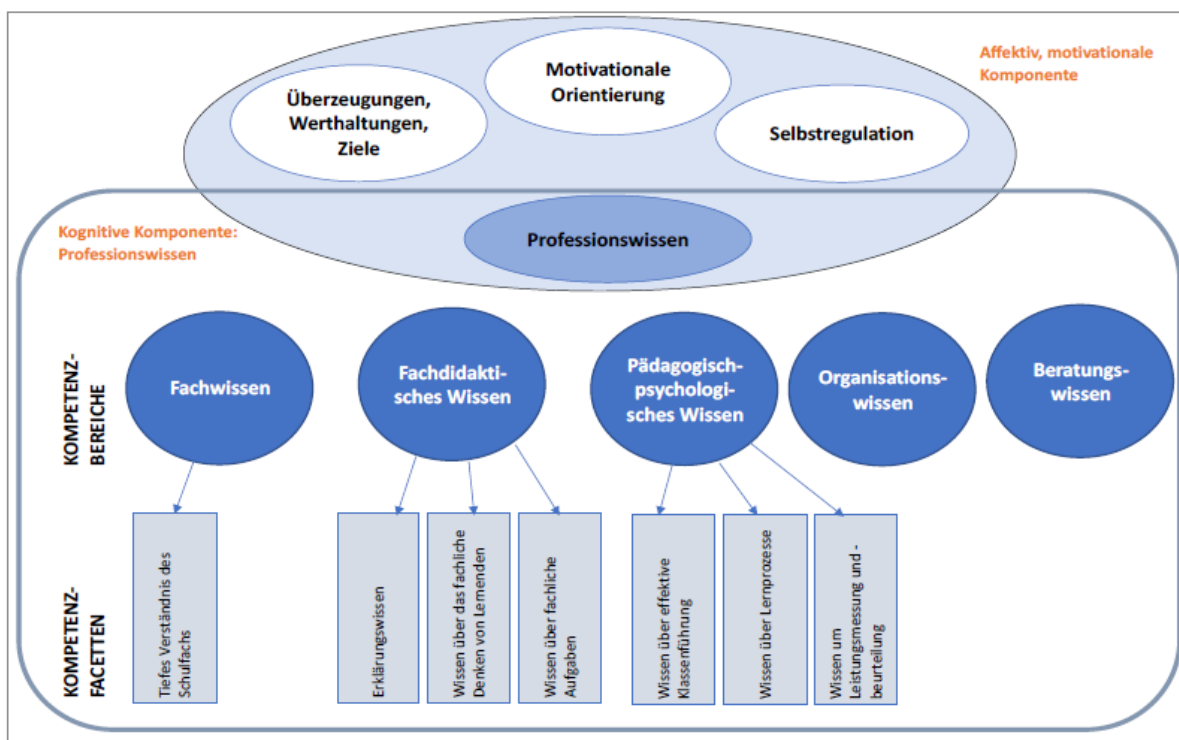 Affektiv, motivationale
Komponente
Motivationale
Orientierung
Überzeugungen,
Werthaltungen,
Ziele
Selbstregulation
Kognitive Komponente:
Professionswissen
Professionswissen
KOMPETENZ-
BEREICHE
Fachwissen
Fachdidakti-
sches Wissen
Pädagogisch-
psychologi-
sches Wissen
Organisations-
wissen
Beratungs-
wissen
KOMPETENZ-
FACETTEN
Tiefes Verständnis des
Schulfachs
Erklärungswissen
Wissen über das fachliche
Denken von Lernenden
Wissen über fachliche
Aufgaben
Wissen über effektive
Klassenführung
Wissen über Lernprozesse
Wissen um
Leistungsmessung und -
beurteilung